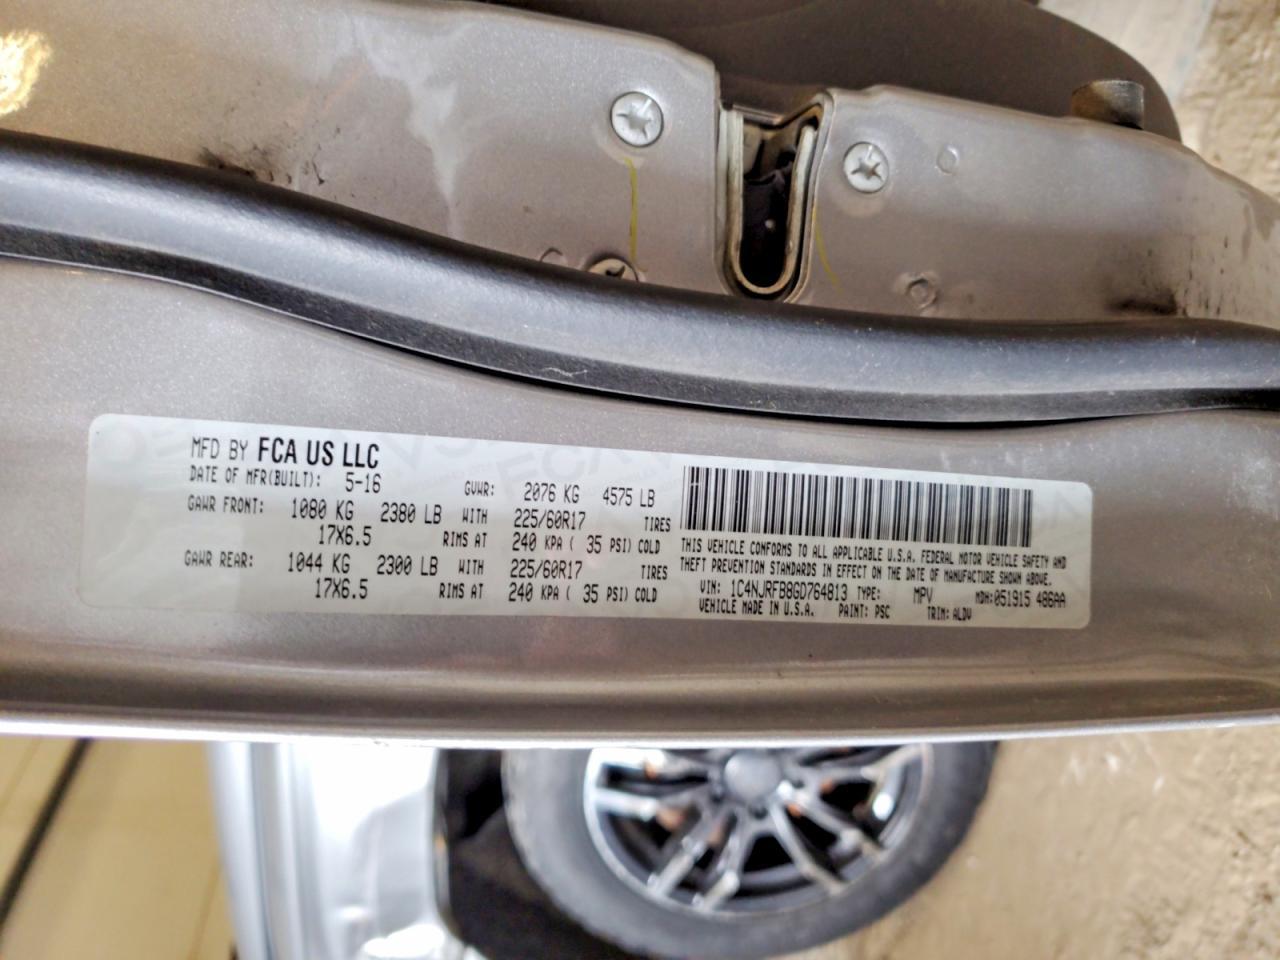 MFD BY FCA US LLC
DATE OF MFR(BUILT): 5-16 GVWR: 2076 KG 4575 LB
GAWR FRONT: 1080 KG 2380 LB WITH 225/60R17 TIRES
17X6.5 RIMS AT 240 KPA ( 35 PSI) COLD
GAWR REAR: 1044 KG 2300 LB WITH 225/60R17 TIRES
17X6.5 RIMS AT 240 KPA ( 35 PSI) COLD
THIS VEHICLE CONFORMS TO ALL APPLICABLE U.S.A. FEDERAL MOTOR VEHICLE SAFETY AND
THEFT PREVENTION STANDARDS IN EFFECT ON THE DATE OF MANUFACTURE SHOWN ABOVE.
VIN: 1C4NJRFB8GD764813 TYPE: MPV MDH:051915 486AA
VEHICLE MADE IN U.S.A. PAINT: PSC TRIM: ALDV